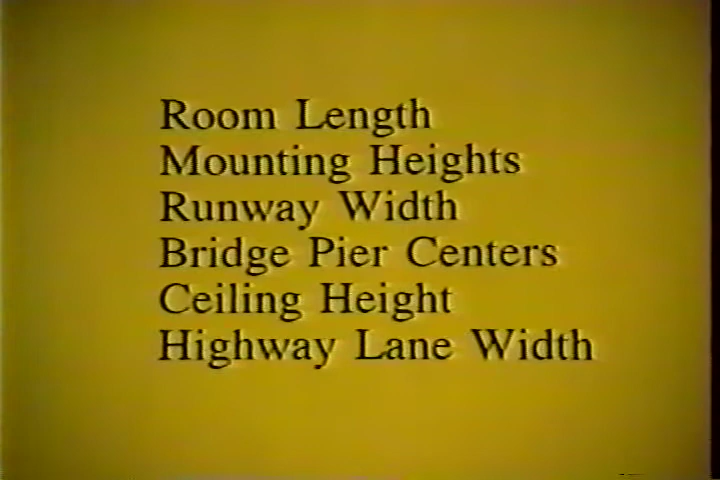 Room Length
Mounting Heights
Runway Width
Bridge Pier Centers
Ceiling Height
Highway Lane Width